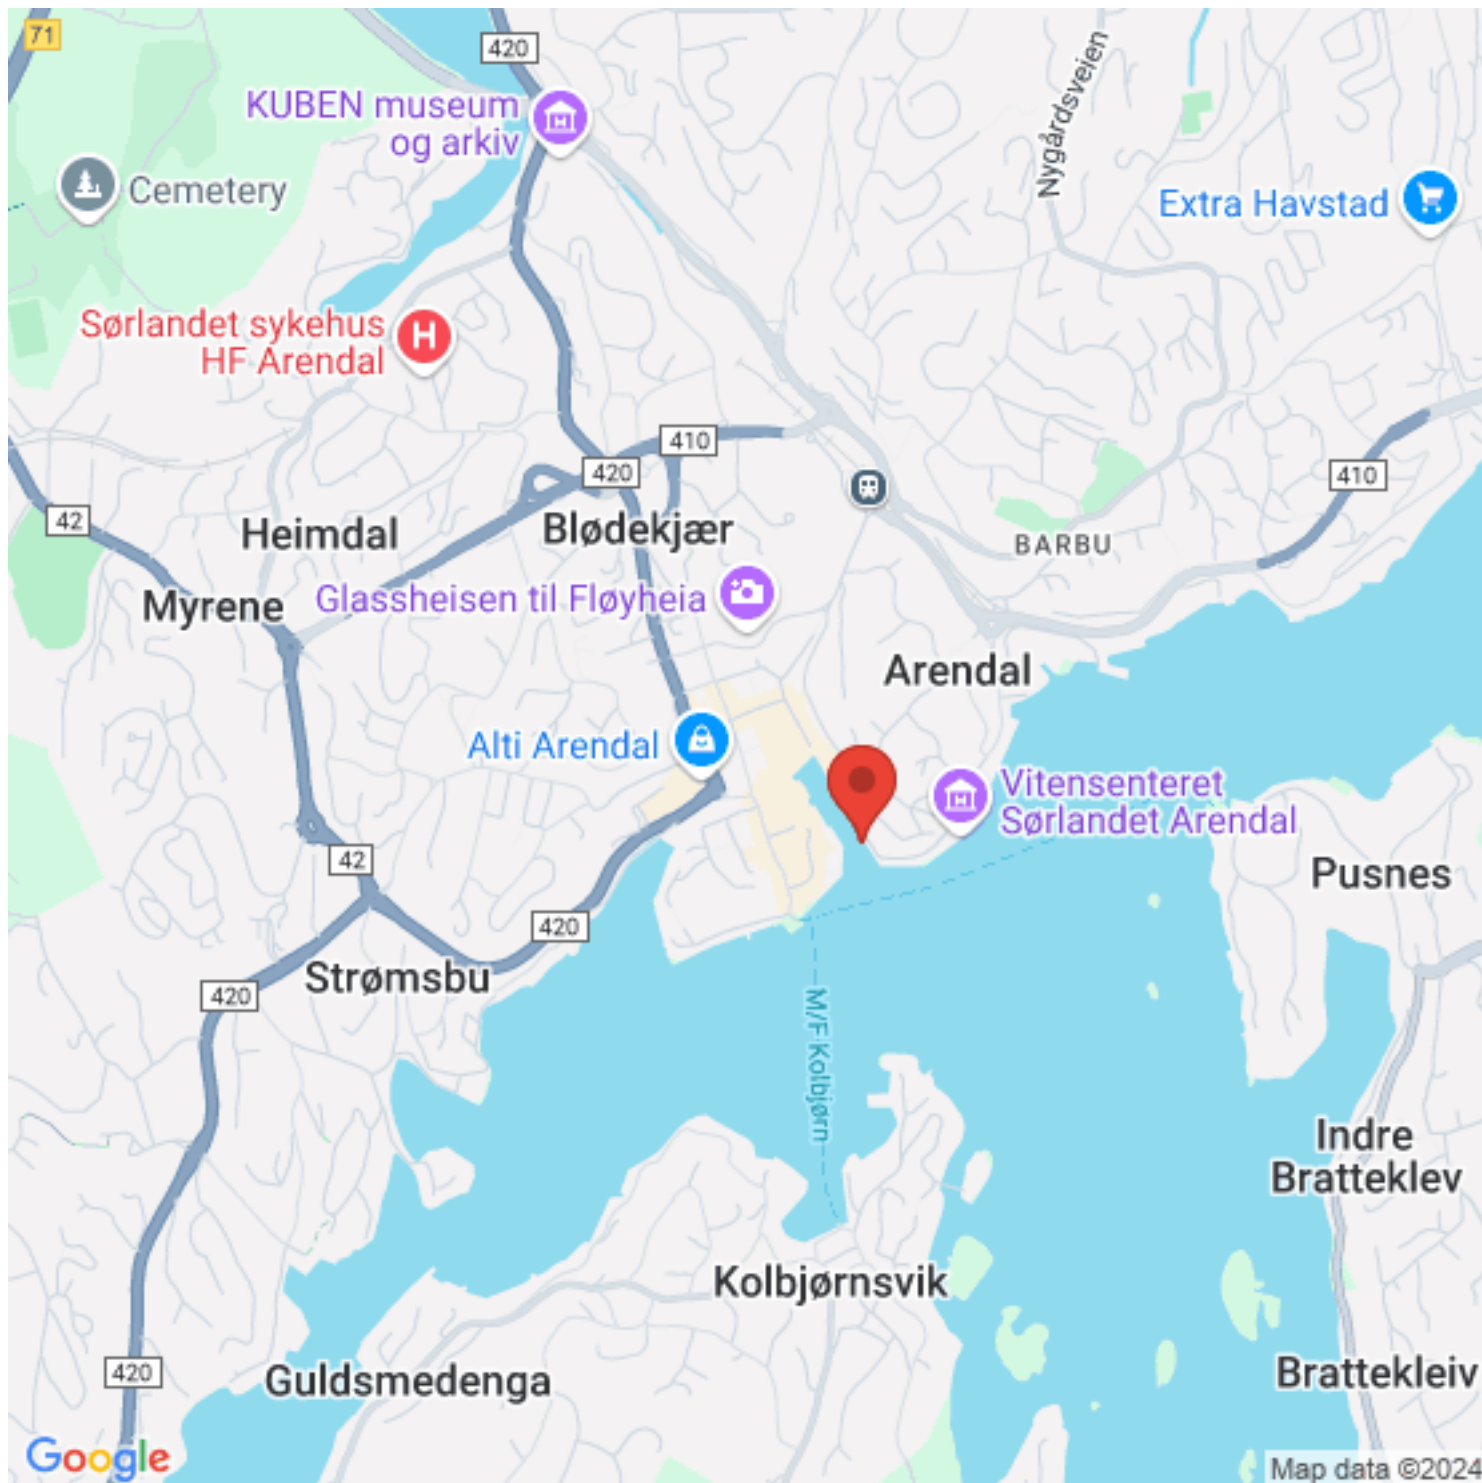 71
420
KUBEN museum
og arkiv
Nygårdsveien
Cemetery
Extra Havstad
Sørlandet sykehus
HF Arendal
H
410
420
410
42
Heimdal
Blødekjær
BARBU
Myrene
Glassheisen til Fløyheia
Arendal
Alti Arendal
Vitensenteret
Sørlandet Arendal
42
Pusnes
420
Strømsbu
420
M/F Kolbjørn
Indre
Bratteklev
Kolbjørnsvik
420
Guldsmedenga
Brattekleiv
Google
Map data ©2024